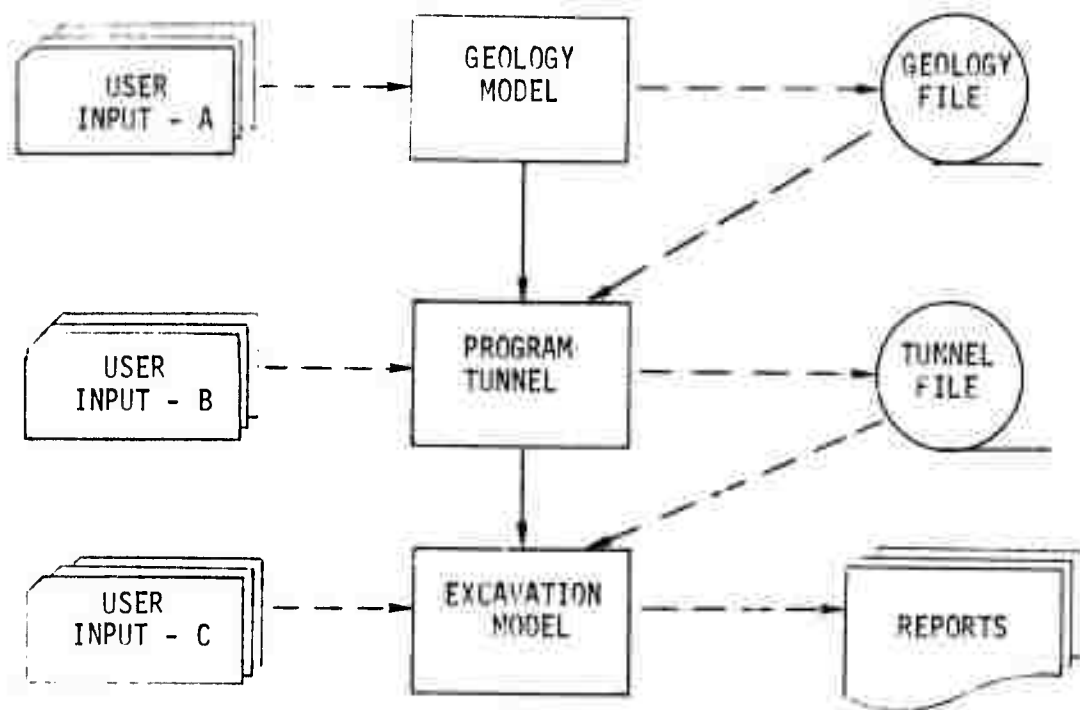 USER
INPUT - A
GEOLOGY
MODEL
GEOLOGY
FILE
USER
INPUT - B
PROGRAM
TUNNEL
TUNNEL
FILE
USER
INPUT - C
EXCAVATION
MODEL
REPORTS